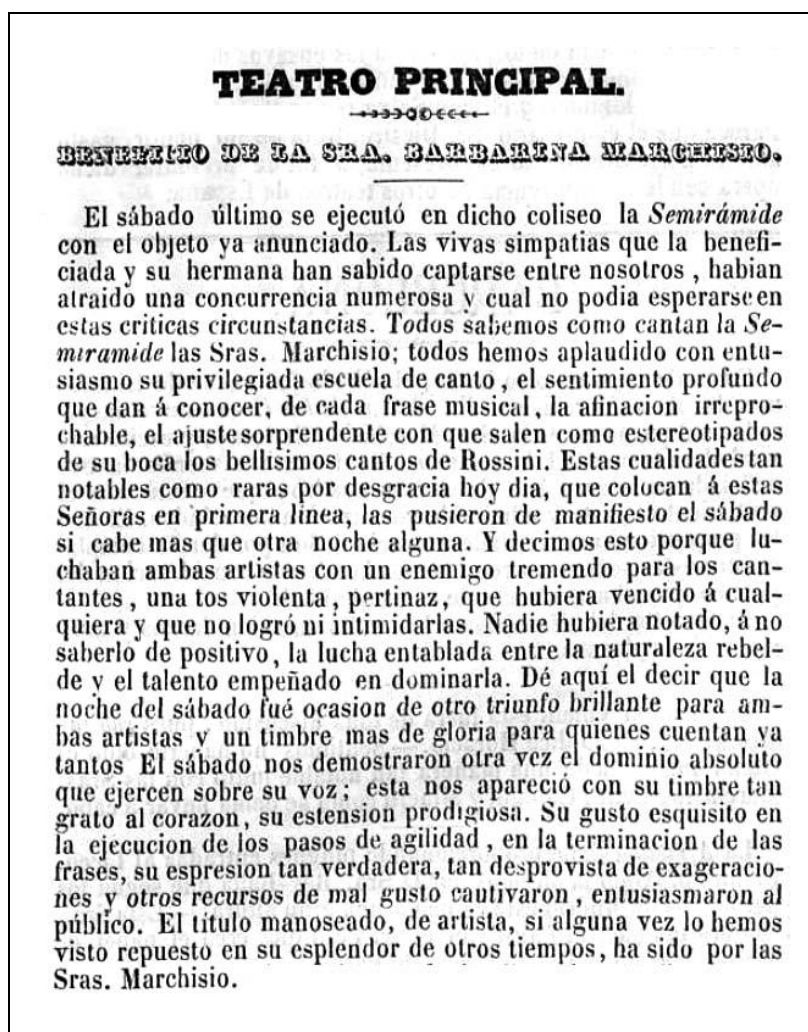 TEATRO PRINCIPAL.
BENEFICIO DE LA SRA. BARBARINA MARCHISIO.
El sábado último se ejecutó en dicho coliseo la Semirámide
con el objeto ya anunciado. Las vivas simpatias que la benefi-
ciada y su hermana han sabido captarse entre nosotros, habian
atraido una concurrencia numerosa y cual no podia esperarse en
estas criticas circunstancias. Todos sabemos como cantan la Se-
miramide las Sras. Marchisio; todos hemos aplaudido con entu-
siasmo su privilegiada escuela de canto, el sentimiento profundo
que dan á conocer, de cada frase musical, la afinacion irrepro-
chable, el ajuste sorprendente con que salen como estereotipados
de su boca los bellisimos cantos de Rossini. Estas cualidades tan
notables como raras por desgracia hoy dia, que colocan á estas
Señoras en primera linea, las pusieron de manifiesto el sábado
si cabe mas que otra noche alguna. Y decimos esto porque lu-
chaban ambas artistas con un enemigo tremendo para los can-
tantes, una tos violenta, pertinaz, que hubiera vencido á cual-
quiera y que no logró ni intimidarlas. Nadie hubiera notado, á no
saberlo de positivo, la lucha entablada entre la naturaleza rebel-
de y el talento empeñado en dominarla. Dé aquí el decir que la
noche del sábado fué ocasion de otro triunfo brillante para am-
bas artistas y un timbre mas de gloria para quienes cuentan ya
tantos El sábado nos demostraron otra vez el dominio absoluto
que ejercen sobre su voz; esta nos apareció con su timbre tan
grato al corazon, su estension prodigiosa. Su gusto esquisito en
la ejecucion de los pasos de agilidad, en la terminacion de las
frases, su espresion tan verdadera, tan desprovista de exageracio-
nes y otros recursos de mal gusto cautivaron, entusiasmaron al
público. El título manoseado, de artista, si alguna vez lo hemos
visto repuesto en su esplendor de otros tiempos, ha sido por las
Sras. Marchisio.